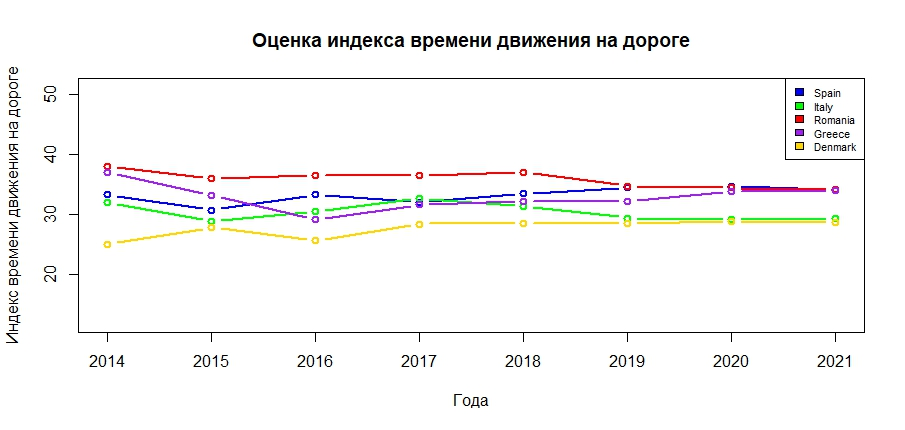 Оценка индекса времени движения на дороге
Индекс времени движения на дороге
50
40
30
20
Spain
Italy
Romania
Greece
Denmark
2014 2015 2016 2017 2018 2019 2020 2021
Года